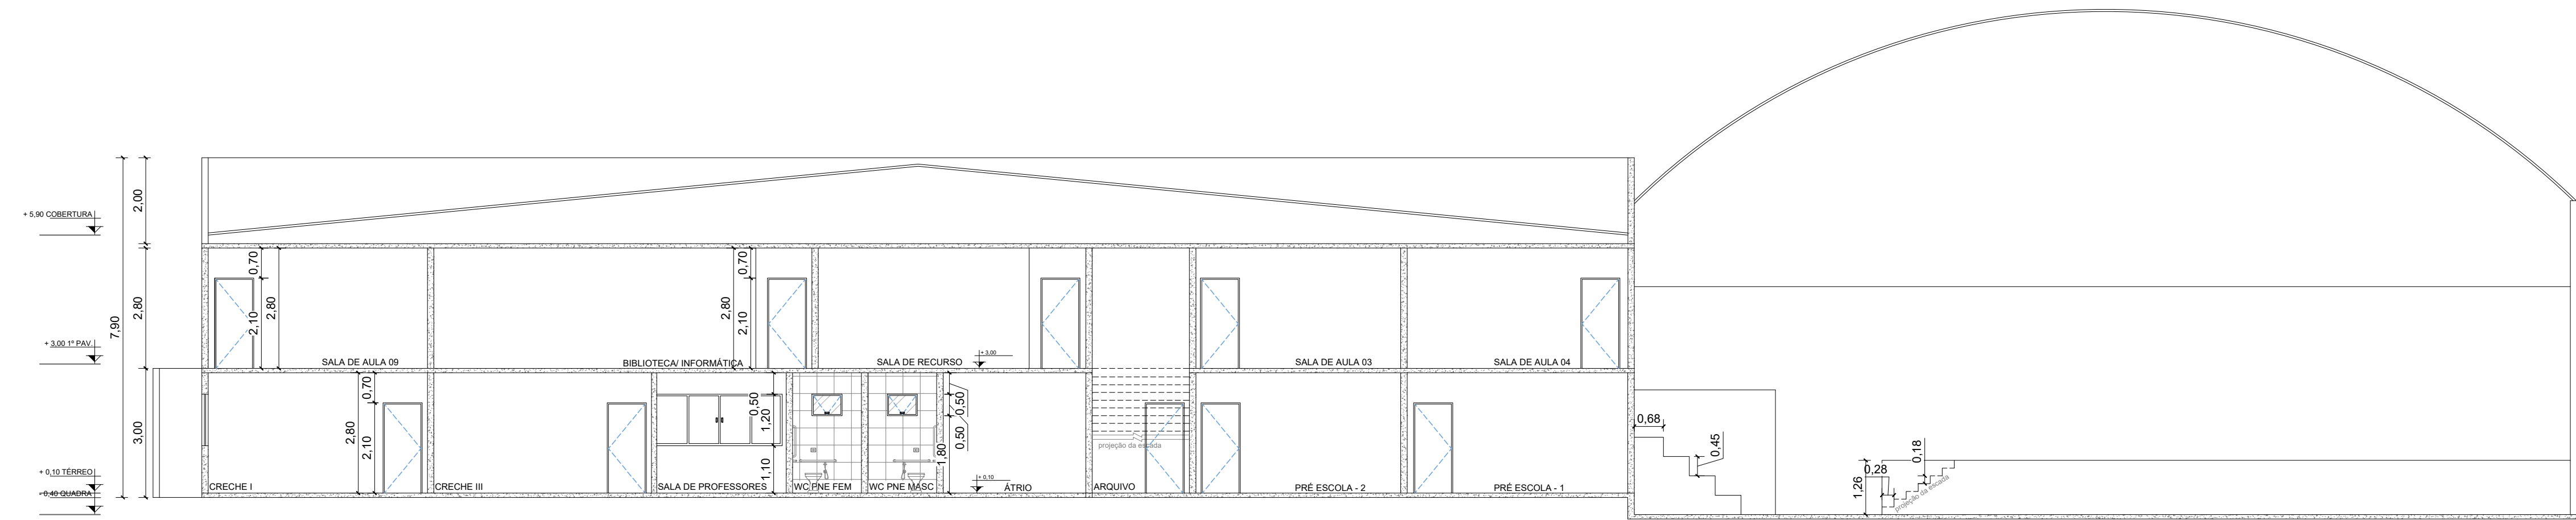 2,00
+ 5,90 COBERTURA
0,70
0,70
2,80
2,80
2,10
2,80
2,10
7,90
+ 3,00 1º PAV.
SALA DE AULA 09
BIBLIOTECA/ INFORMÁTICA
SALA DE RECURSO
+ 3,00
SALA DE AULA 03
SALA DE AULA 04
0,70
0,50
0,50
0,68
3,00
2,80
2,10
1,20
0,50
projeção da escada
0,45
0,18
+ 0,10 TÉRREO
1,10
1,80
+ 0,10
0,28
1,26
- 0,40 QUADRA
CRECHE I
CRECHE III
SALA DE PROFESSORES
WC PNE FEM
WC PNE MASC
ÁTRIO
ARQUIVO
PRÉ ESCOLA - 2
PRÉ ESCOLA - 1
projeção da escada